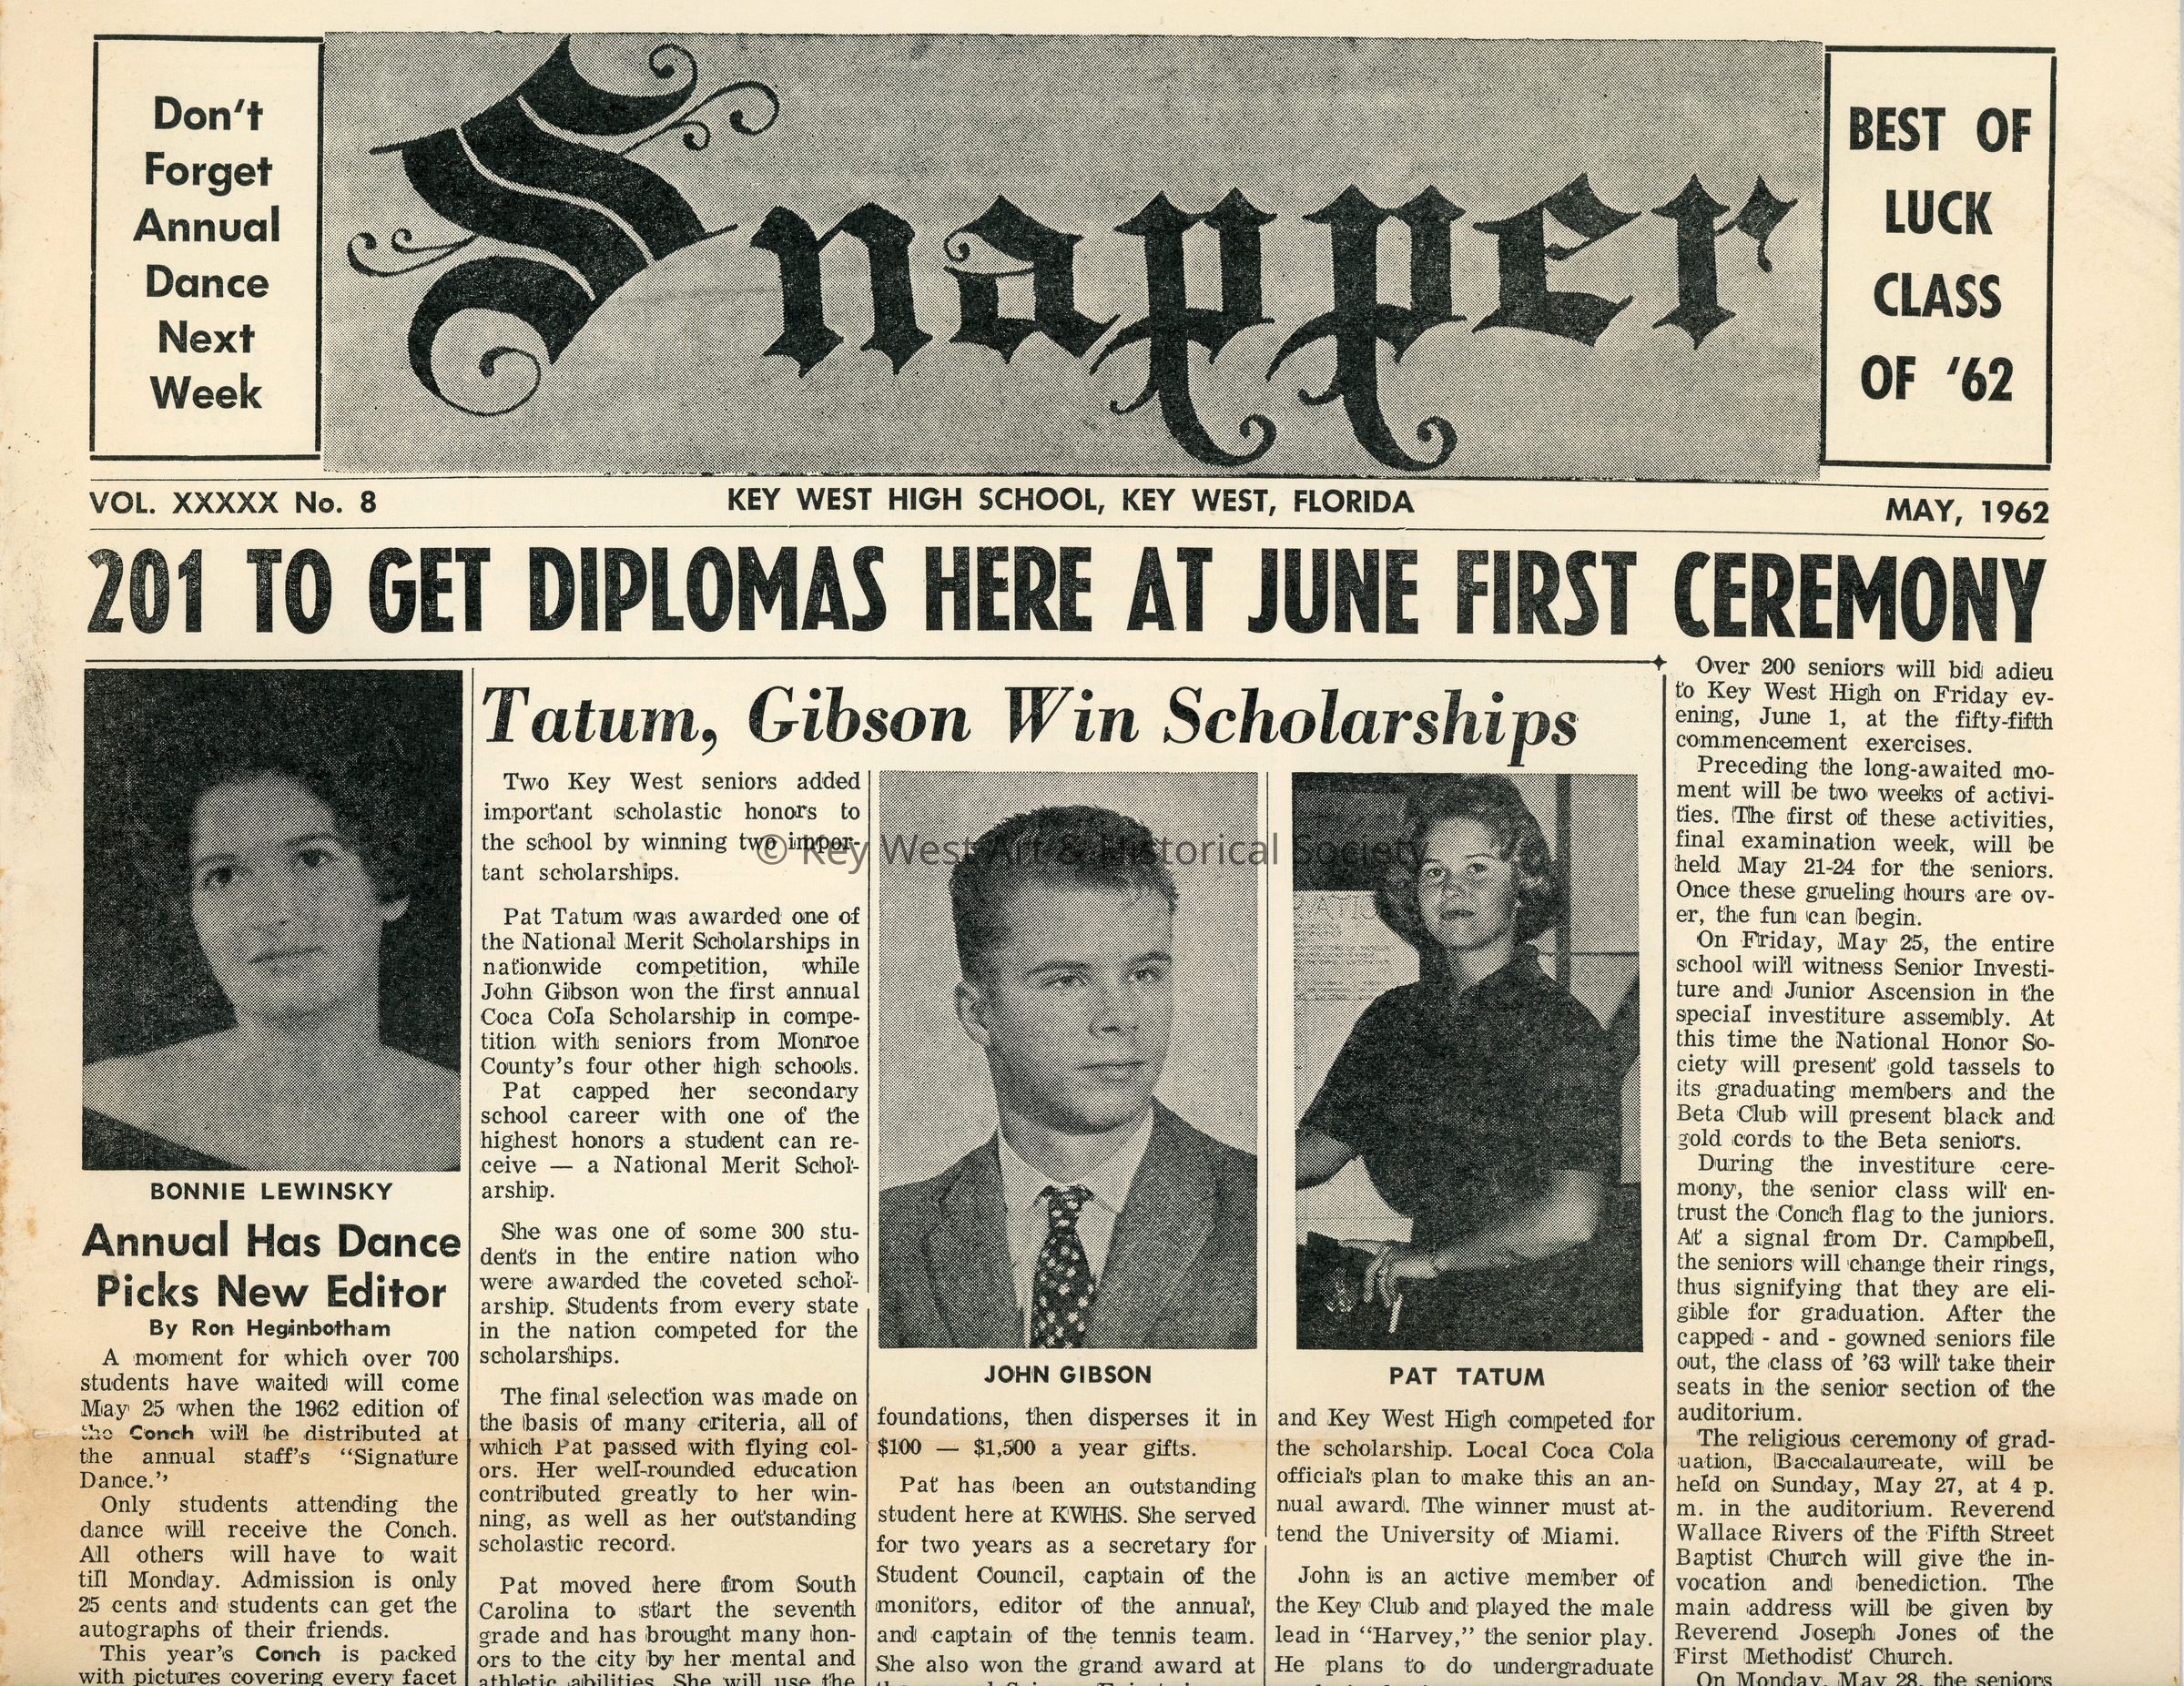 Don't
Forget
Annual
Dance
Next
Week
Snapper
BEST OF
LUCK
CLASS
OF '62
VOL. XXXXX No. 8
KEY WEST HIGH SCHOOL, KEY WEST, FLORIDA
MAY, 1962
201 TO GET DIPLOMAS HERE AT JUNE FIRST CEREMONY
BONNIE LEWINSKY
Annual Has Dance
Picks New Editor
By Ron Heginbotham
A moment for which over 700
students have waited will come
May 25 when the 1962 edition of
the Conch will be distributed at
the annual staff's "Signature
Dance."
Only students attending the
dance will receive the Conch.
All others will have to wait
till Monday. Admission is only
25 cents and students can get the
autographs of their friends.
This year's Conch is packed
with pictures covering every facet
Tatum, Gibson Win Scholarships
Two Key West seniors added
important scholastic honors to
the school by winning two impor-
tant scholarships.
Pat Tatum was awarded one of
the National Merit Scholarships in
nationwide competition, while
John Gibson won the first annual
Coca Cola Scholarship in compe-
tition with seniors from Monroe
County's four other high schools.
Pat capped her secondary
school career with one of the
highest honors a student can re-
ceive — a National Merit Schol-
arship.
She was one of some 300 stu-
dents in the entire nation who
were awarded the coveted schol-
arship. Students from every state
in the nation competed for the
scholarships.
The final selection was made on
the basis of many criteria, all of
which Pat passed with flying col-
ors. Her well-rounded education
contributed greatly to her win-
ning, as well as her outstanding
scholastic record.
Pat moved here from South
Carolina to start the seventh
grade and has brought many hon-
ors to the city by her mental and
athletic abilities. She will use the
JOHN GIBSON
foundations, then disperses it in
$100 — $1,500 a year gifts.
Pat has been an outstanding
student here at KWHS. She served
for two years as a secretary for
Student Council, captain of the
monitors, editor of the annual,
and captain of the tennis team.
She also won the grand award at
PAT TATUM
and Key West High competed for
the scholarship. Local Coca Cola
officials plan to make this an an-
nual award. The winner must at-
tend the University of Miami.
John is an active member of
the Key Club and played the male
lead in "Harvey," the senior play.
He plans to do undergraduate
Over 200 seniors will bid adieu
to Key West High on Friday ev-
ening, June 1, at the fifty-fifth
commencement exercises.
Preceding the long-awaited mo-
ment will be two weeks of activi-
ties. The first of these activities,
final examination week, will be
held May 21-24 for the seniors.
Once these grueling hours are ov-
er, the fun can begin.
On Friday, May 25, the entire
school will witness Senior Investi-
ture and Junior Ascension in the
special investiture assembly. At
this time the National Honor So-
ciety will present gold tassels to
its graduating members and the
Beta Club will present black and
gold cords to the Beta seniors.
During the investiture cere-
mony, the senior class will en-
trust the Conch flag to the juniors.
At a signal from Dr. Campbell,
the seniors will change their rings,
thus signifying that they are eli-
gible for graduation. After the
capped - and - gowned seniors file
out, the class of '63 will take their
seats in the senior section of the
auditorium.
The religious ceremony of grad-
uation, Baccalaureate, will be
held on Sunday, May 27, at 4 p.
m. in the auditorium. Reverend
Wallace Rivers of the Fifth Street
Baptist Church will give the in-
vocation and benediction. The
main address will be given by
Reverend Joseph Jones of the
First Methodist Church.
On Monday, May 28, the seniors
© Key West Art & Historical Society